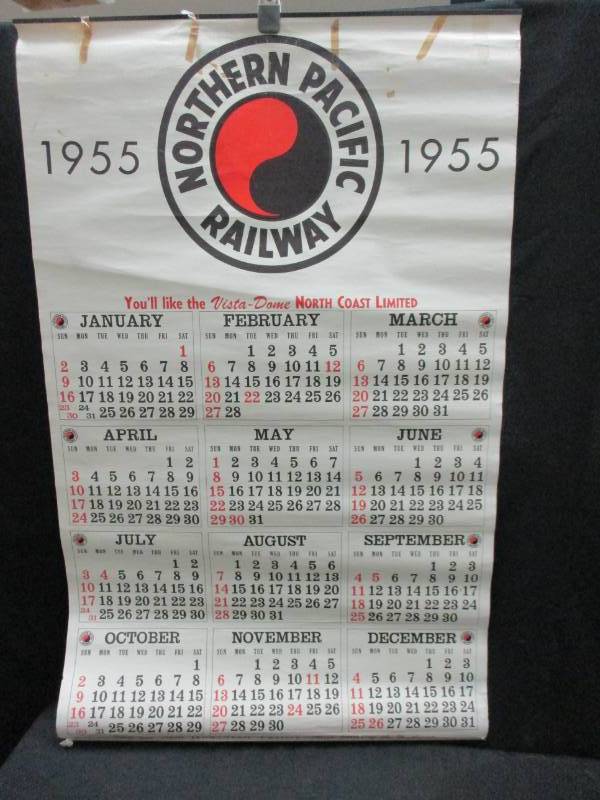 NORTHERN PACIFIC
RAILWAY
1955 1955
You'll like the Vista-Dome NORTH COAST LIMITED
JANUARY FEBRUARY MARCH
SUN MON TUE WED THU FRI SAT SUN MON TUE WED THU FRI SAT SUN MON TUE WED THU FRI SAT
1 1 2 3 4 5 1 2 3 4 5
2 3 4 5 6 7 8 6 7 8 9 10 11 12 6 7 8 9 10 11 12
9 10 11 12 13 14 15 13 14 15 16 17 18 19 13 14 15 16 17 18 19
16 17 18 19 20 21 22 20 21 22 23 24 25 26 20 21 22 23 24 25 26
23 30 24 31 25 26 27 28 29 27 28 27 28 29 30 31
APRIL MAY JUNE
SUN MON TUE WED THU FRI SAT SUN MON TUE WED THU FRI SAT SUN MON TUE WED THU FRI SAT
1 2 1 2 3 4 5 6 7 1 2 3 4
3 4 5 6 7 8 9 8 9 10 11 12 13 14 5 6 7 8 9 10 11
10 11 12 13 14 15 16 15 16 17 18 19 20 21 12 13 14 15 16 17 18
17 18 19 20 21 22 23 22 23 24 25 26 27 28 19 20 21 22 23 24 25
24 25 26 27 28 29 30 29 30 31 26 27 28 29 30
JULY AUGUST SEPTEMBER
SUN MON TUE WED THU FRI SAT SUN MON TUE WED THU FRI SAT SUN MON TUE WED THU FRI SAT
1 2 1 2 3 4 5 6 1 2 3
3 4 5 6 7 8 9 7 8 9 10 11 12 13 4 5 6 7 8 9 10
10 11 12 13 14 15 16 14 15 16 17 18 19 20 11 12 13 14 15 16 17
17 18 19 20 21 22 23 21 22 23 24 25 26 27 18 19 20 21 22 23 24
24 31 25 26 27 28 29 30 28 29 30 31 25 26 27 28 29 30
OCTOBER NOVEMBER DECEMBER
SUN MON TUE WED THU FRI SAT SUN MON TUE WED THU FRI SAT SUN MON TUE WED THU FRI SAT
1 1 2 3 4 5 1 2 3
2 3 4 5 6 7 8 6 7 8 9 10 11 12 4 5 6 7 8 9 10
9 10 11 12 13 14 15 13 14 15 16 17 18 19 11 12 13 14 15 16 17
16 17 18 19 20 21 22 20 21 22 23 24 25 26 18 19 20 21 22 23 24
23 30 24 31 25 26 27 28 29 27 28 29 30 25 26 27 28 29 30 31